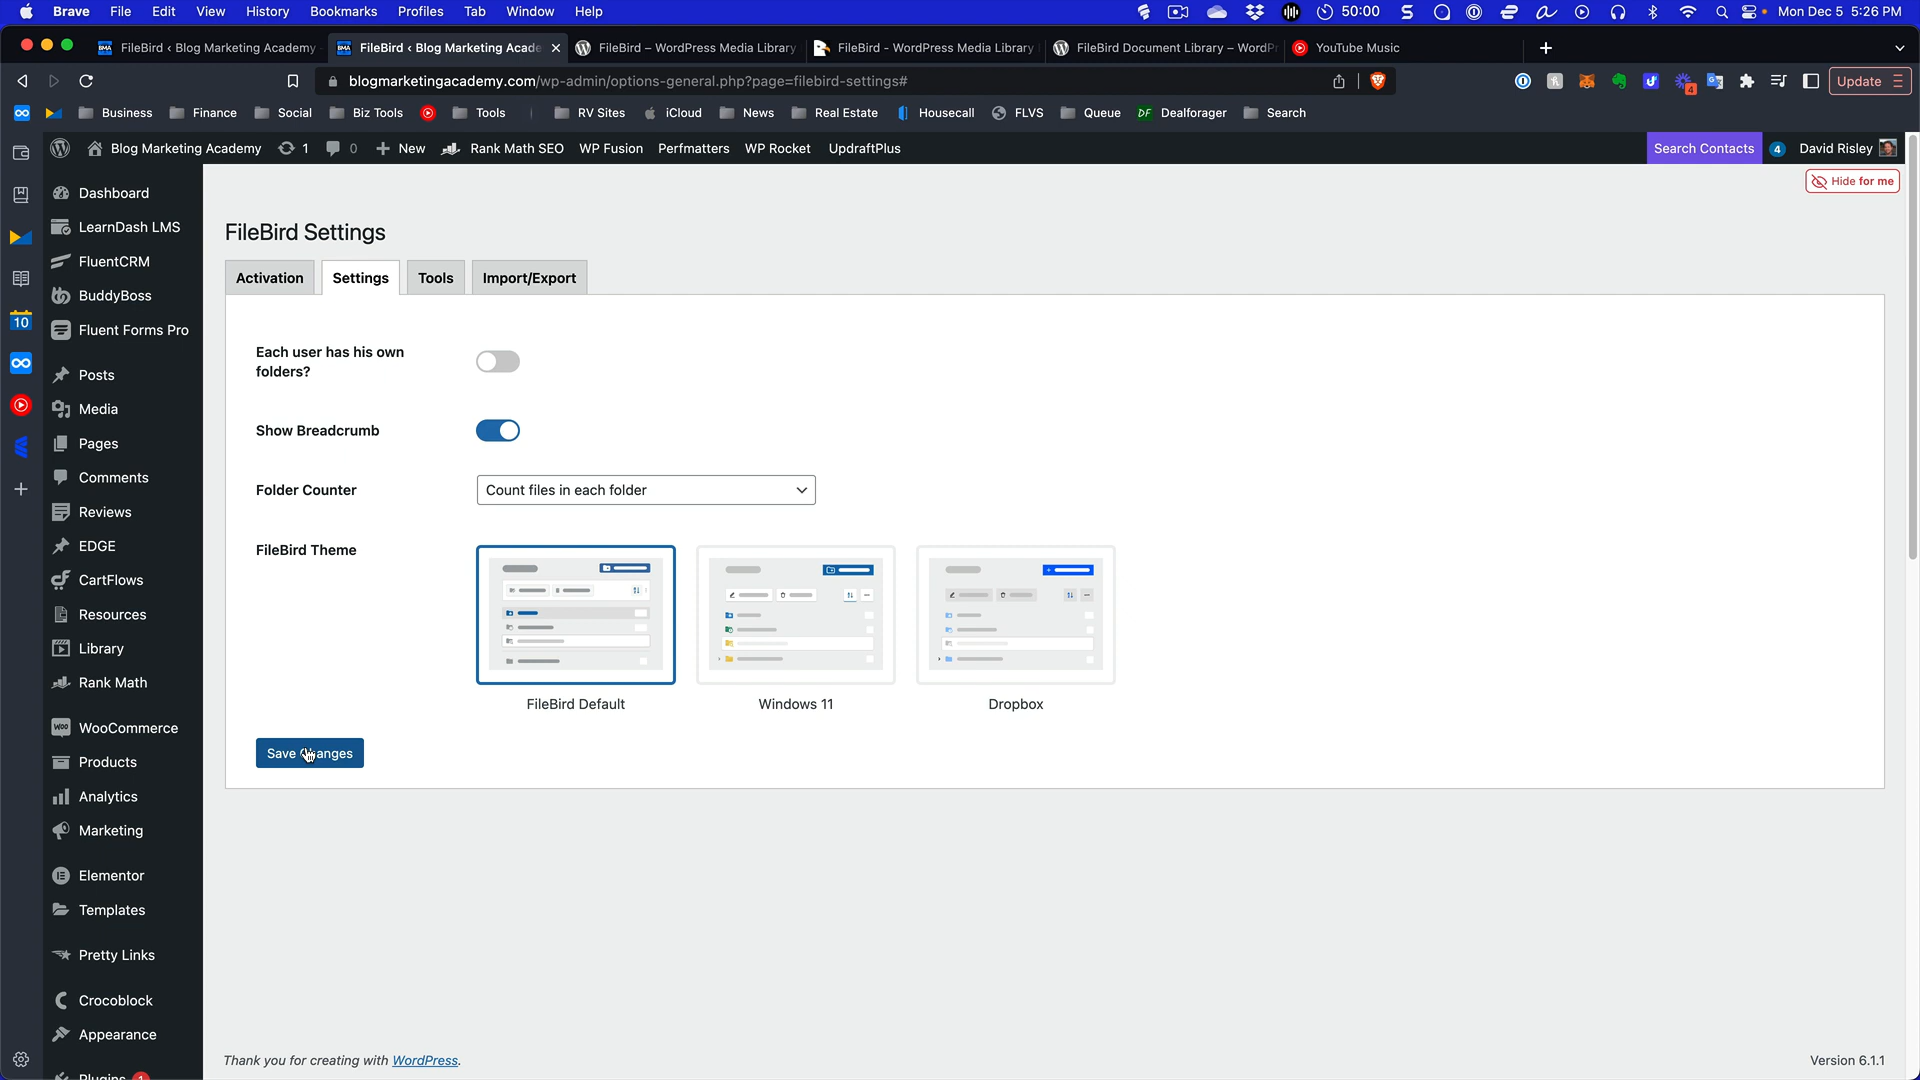 Brave File Edit View History Bookmarks Profiles Tab Window Help 50:00 Mon Dec 5 5:26 PM
FileBird ‹ Blog Marketing Academy FileBird ‹ Blog Marketing Acade FileBird – WordPress Media Library FileBird - WordPress Media Library FileBird Document Library – WordPr YouTube Music
blogmarketingacademy.com/wp-admin/options-general.php?page=filebird-settings# Update
Business Finance Social Biz Tools Tools RV Sites iCloud News Real Estate Housecall FLVS Queue DF Dealforager Search
Blog Marketing Academy 1 0 New Rank Math SEO WP Fusion Perfmatters WP Rocket UpdraftPlus Search Contacts 4 David Risley
Hide for me
Dashboard
LearnDash LMS
FluentCRM
BuddyBoss
Fluent Forms Pro
Posts
Media
Pages
Comments
Reviews
EDGE
CartFlows
Resources
Library
Rank Math
WooCommerce
Products
Analytics
Marketing
Elementor
Templates
Pretty Links
Crocoblock
Appearance
Plugins 1
10
FileBird Settings
Activation Settings Tools Import/Export
Each user has his own
folders?
Show Breadcrumb
Folder Counter Count files in each folder
FileBird Theme
FileBird Default Windows 11 Dropbox
Save Changes
Thank you for creating with WordPress. Version 6.1.1